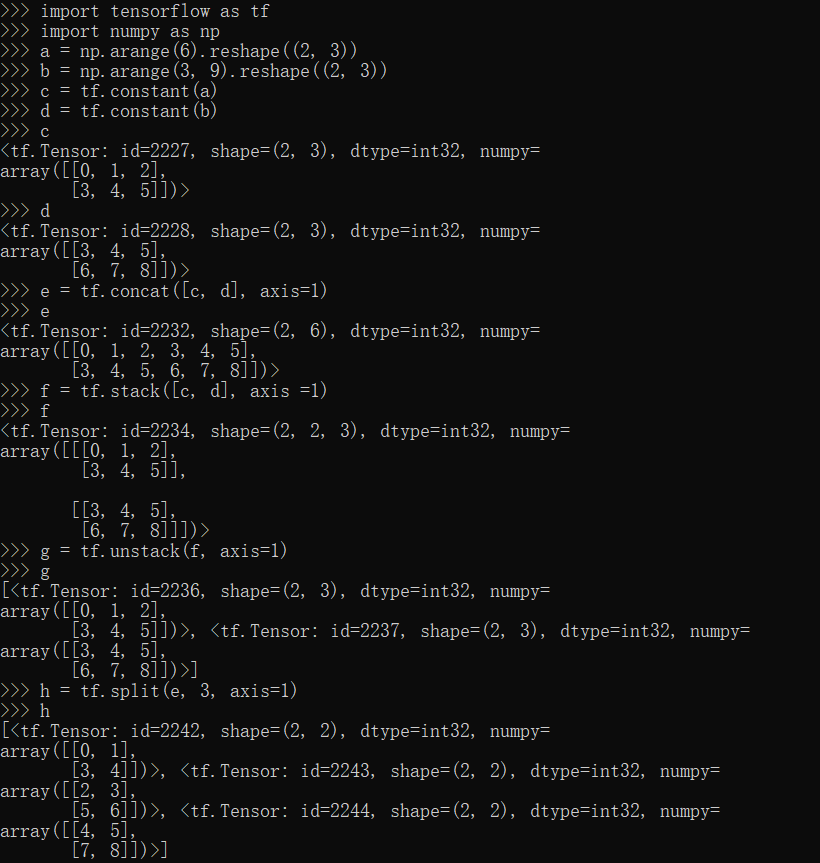 >>> import tensorflow as tf
>>> import numpy as np
>>> a = np.arange(6).reshape((2, 3))
>>> b = np.arange(3, 9).reshape((2, 3))
>>> c = tf.constant(a)
>>> d = tf.constant(b)
>>> c
<tf.Tensor: id=2227, shape=(2, 3), dtype=int32, numpy=
array([[0, 1, 2],
       [3, 4, 5]])>
>>> d
<tf.Tensor: id=2228, shape=(2, 3), dtype=int32, numpy=
array([[3, 4, 5],
       [6, 7, 8]])>
>>> e = tf.concat([c, d], axis=1)
>>> e
<tf.Tensor: id=2232, shape=(2, 6), dtype=int32, numpy=
array([[0, 1, 2, 3, 4, 5],
       [3, 4, 5, 6, 7, 8]])>
>>> f = tf.stack([c, d], axis =1)
>>> f
<tf.Tensor: id=2234, shape=(2, 2, 3), dtype=int32, numpy=
array([[[0, 1, 2],
        [3, 4, 5]],

       [[3, 4, 5],
        [6, 7, 8]]])>
>>> g = tf.unstack(f, axis=1)
>>> g
[<tf.Tensor: id=2236, shape=(2, 3), dtype=int32, numpy=
array([[0, 1, 2],
       [3, 4, 5]])>, <tf.Tensor: id=2237, shape=(2, 3), dtype=int32, numpy=
array([[3, 4, 5],
       [6, 7, 8]])>]
>>> h = tf.split(e, 3, axis=1)
>>> h
[<tf.Tensor: id=2242, shape=(2, 2), dtype=int32, numpy=
array([[0, 1],
       [3, 4]])>, <tf.Tensor: id=2243, shape=(2, 2), dtype=int32, numpy=
array([[2, 3],
       [5, 6]])>, <tf.Tensor: id=2244, shape=(2, 2), dtype=int32, numpy=
array([[4, 5],
       [7, 8]])>]